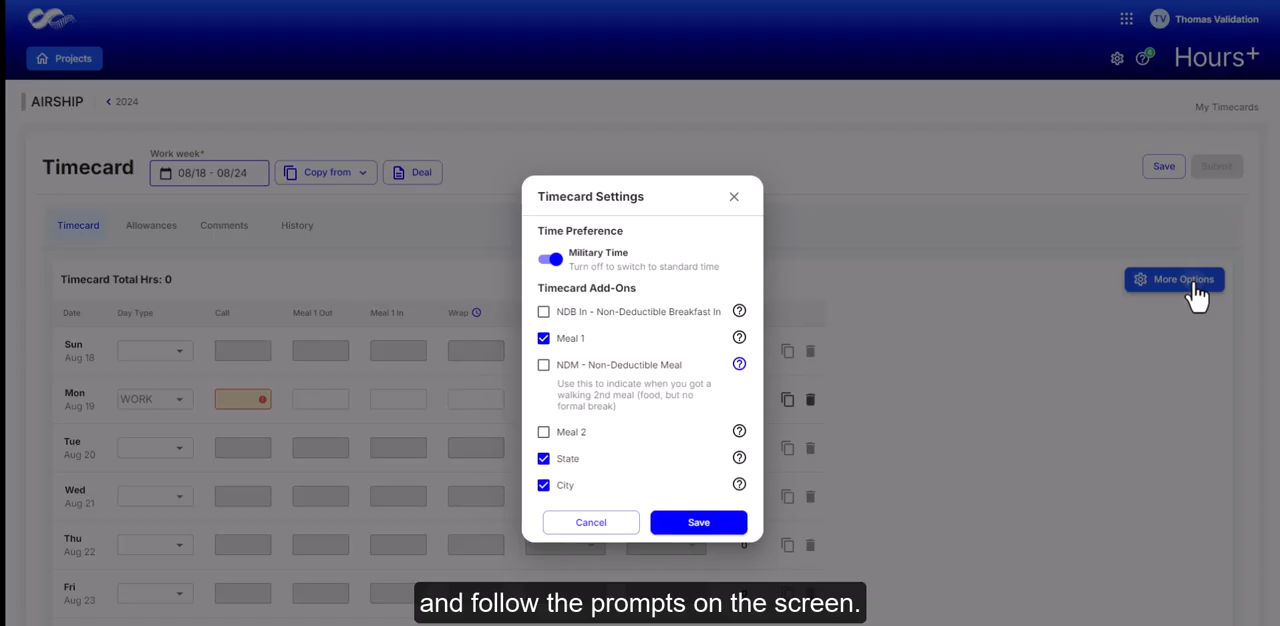 TV Thomas Validation
Projects
6
Hours+
AIRSHIP
2024
My Timecards
Timecard
Work week*
08/18 - 08/24
Copy from
Deal
Save
Submit
Timecard
Allowances
Comments
History
Timecard Total Hrs: 0
More Options
Date
Day Type
Call
Meal 1 Out
Meal 1 In
Wrap
Sun
Aug 18
Mon
Aug 19
WORK
Tue
Aug 20
Wed
Aug 21
Thu
Aug 22
0
Fri
Aug 23
Timecard Settings
Time Preference
Military Time
Turn off to switch to standard time
Timecard Add-Ons
NDB In - Non-Deductible Breakfast In
Meal 1
NDM - Non-Deductible Meal
Use this to indicate when you got a
walking 2nd meal (food, but no
formal break)
Meal 2
State
City
Cancel
Save
and follow the prompts on the screen.